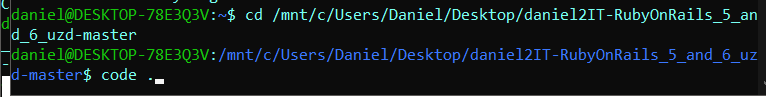 daniel@DESKTOP-78E3Q3V:~$ cd /mnt/c/Users/Daniel/Desktop/daniel2IT-RubyOnRails_5_an
d_6_uzd-master
daniel@DESKTOP-78E3Q3V:/mnt/c/Users/Daniel/Desktop/daniel2IT-RubyOnRails_5_and_6_uz
d-master$ code .